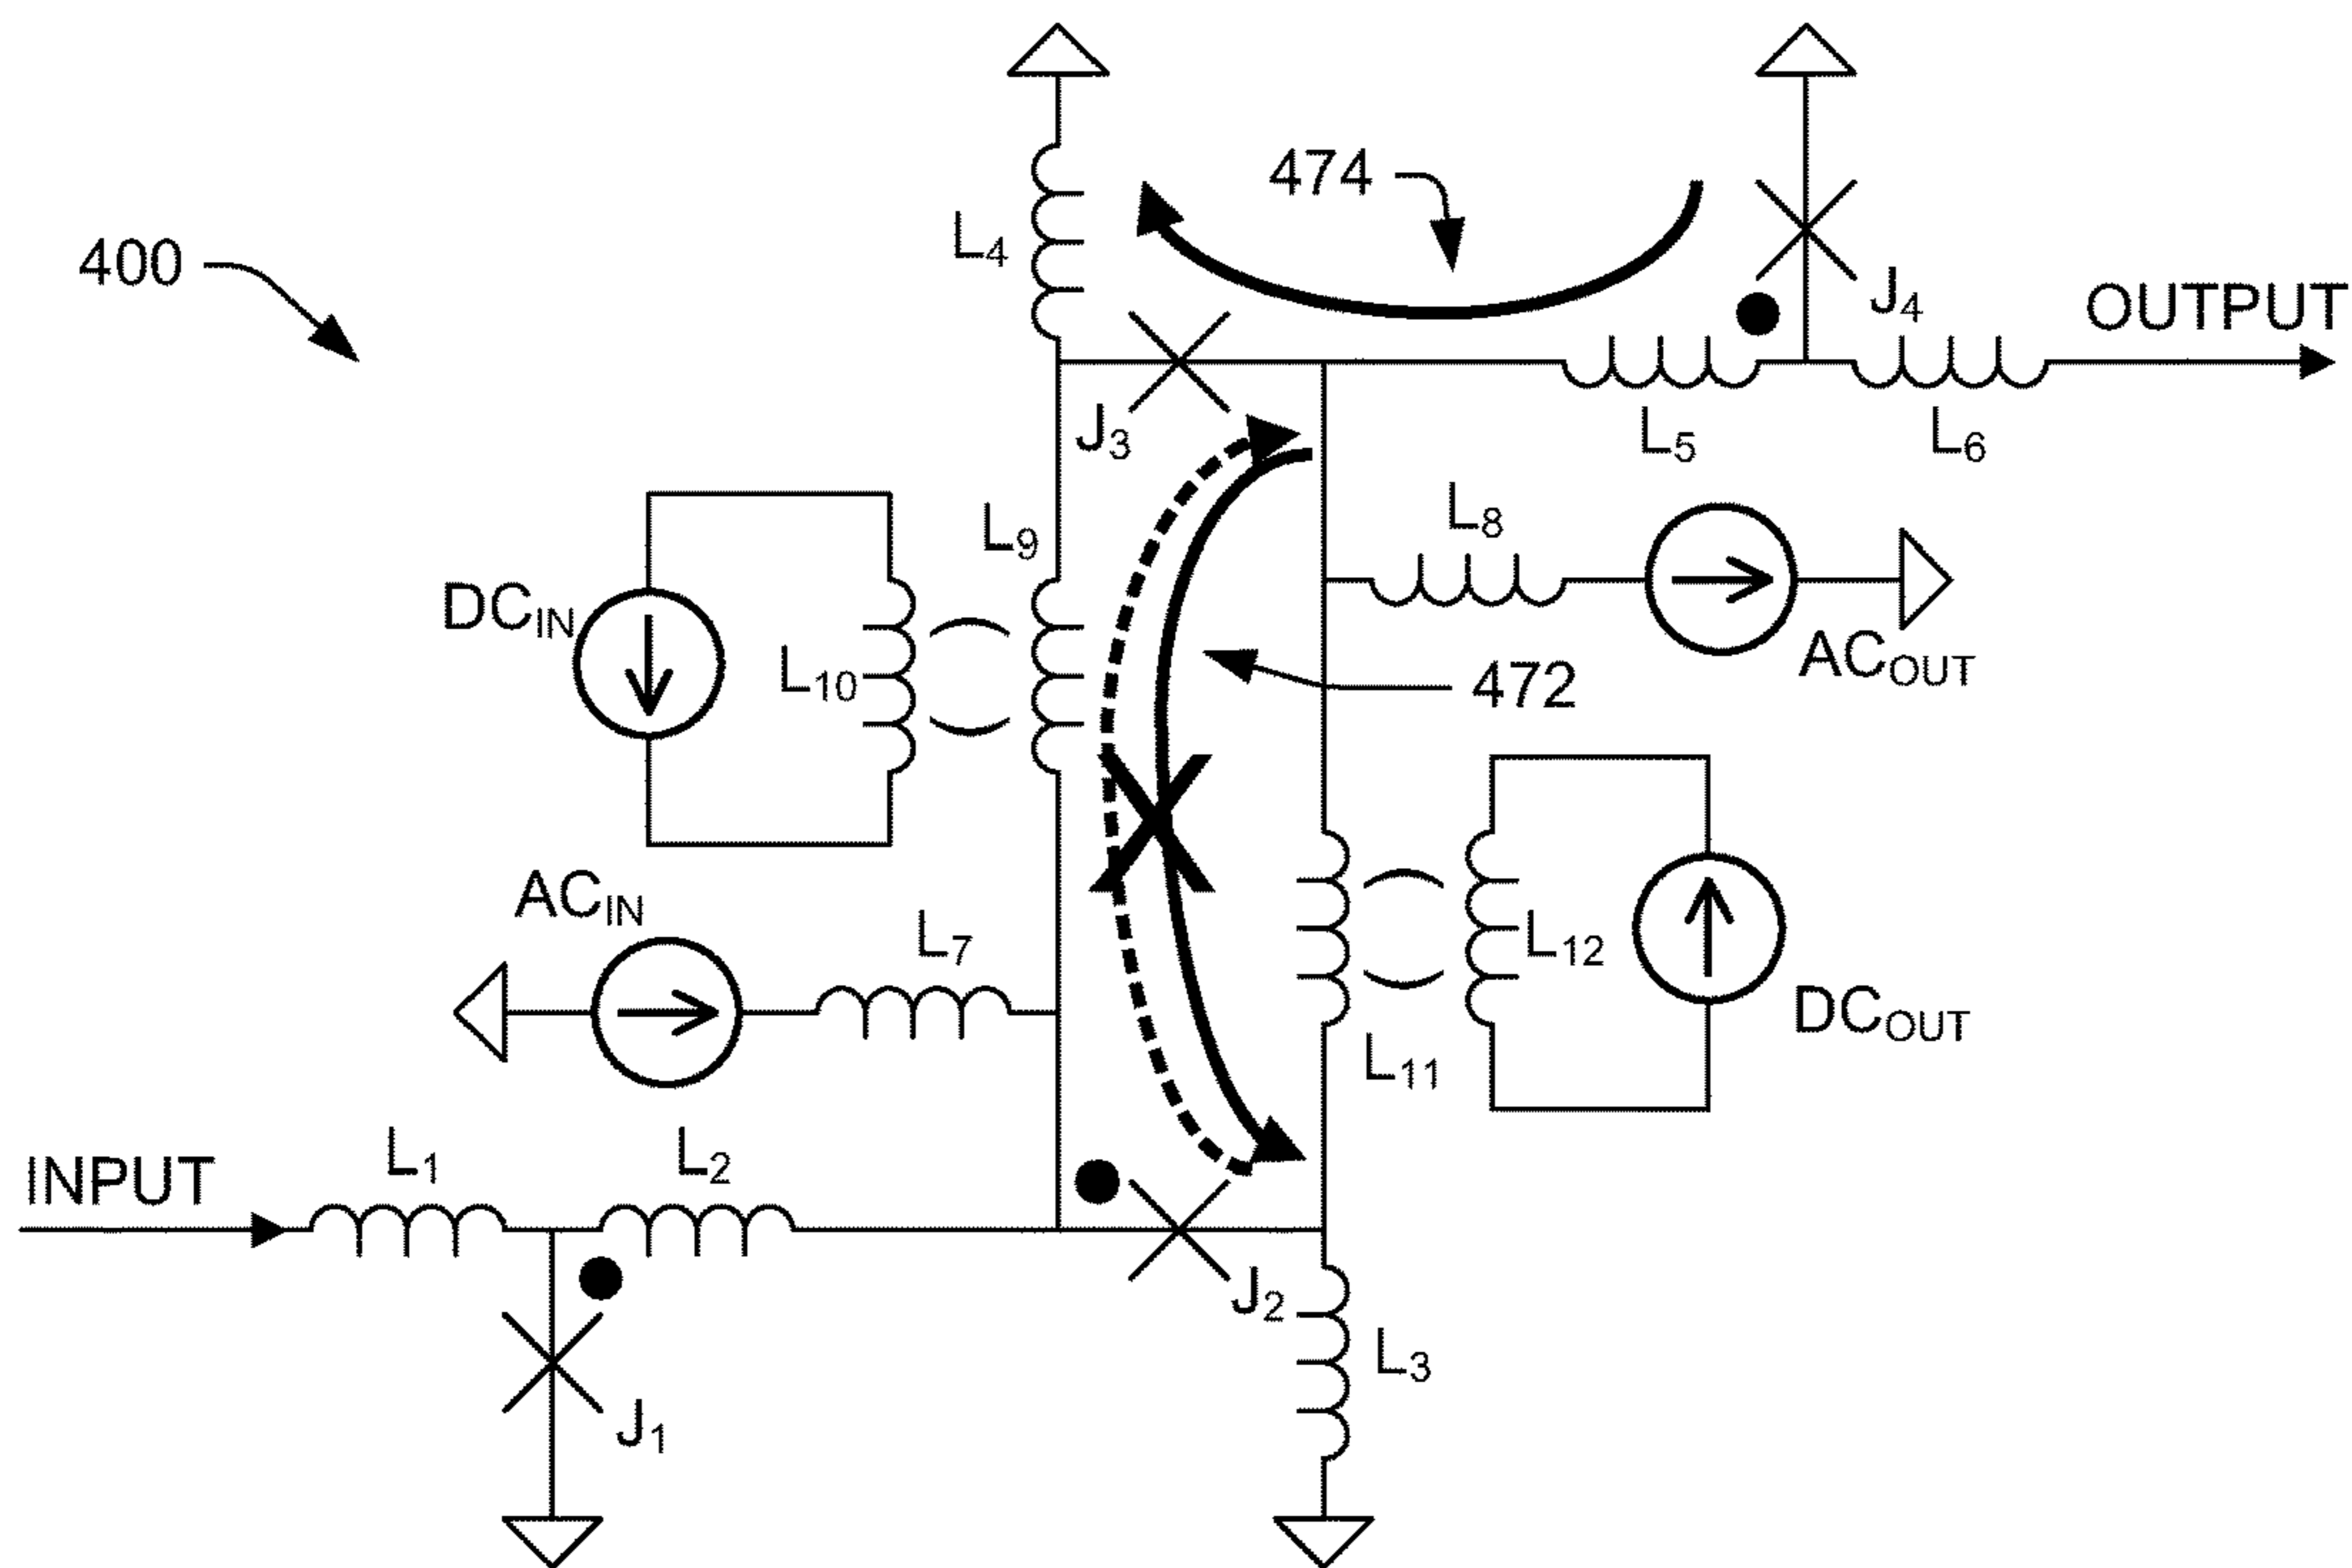 474
L4
400
J4
OUTPUT
J3
L5
L6
L9
L8
DCIN
L10
ACOUT
472
ACIN
L7
L12
DCOUT
L11
INPUT
L1
L2
J2
L3
J1